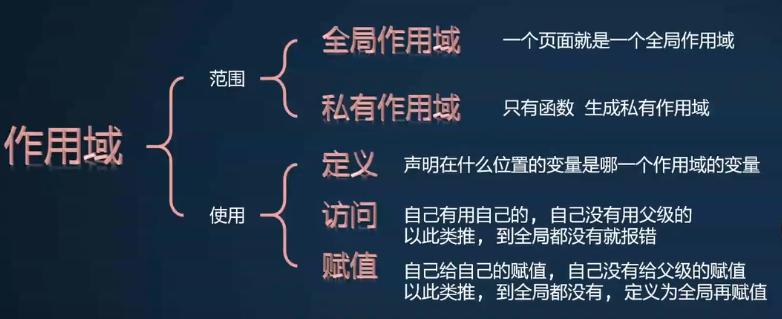 作用域
范围
全局作用域
一个页面就是一个全局作用域
私有作用域
只有函数 生成私有作用域
使用
定义
声明在什么位置的变量是哪一个作用域的变量
访问
自己有用自己的，自己没有用父级的
以此类推，到全局都没有就报错
赋值
自己给自己的赋值，自己没有给父级的赋值
以此类推，到全局都没有，定义为全局再赋值